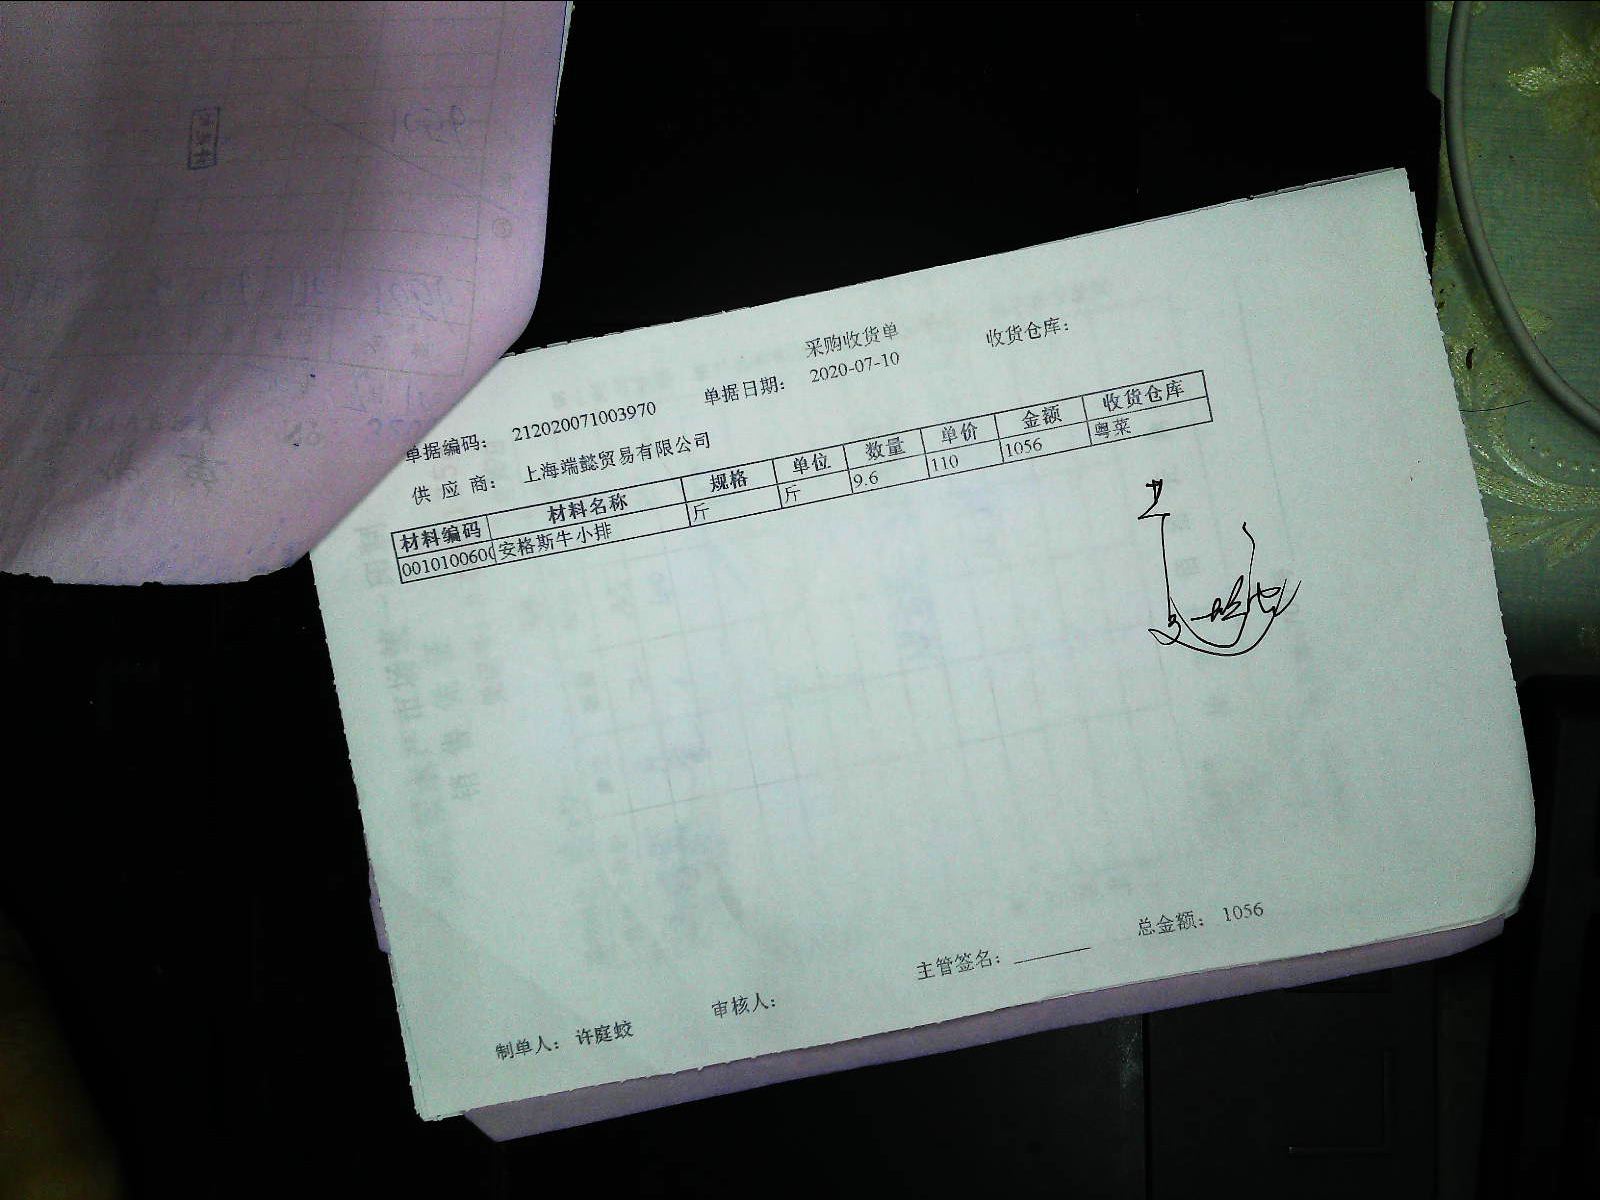 采购收货单
单据编码： 212020071003970 单据日期： 2020-07-10 收货仓库：
供 应 商： 上海端懿贸易有限公司
材料编码 材料名称 规格 单位 数量 单价 金额 收货仓库
0010100600 安格斯牛小排 斤 斤 9.6 110 1056 粤菜
总金额： 1056
主管签名：
审核人：
制单人： 许庭蛟